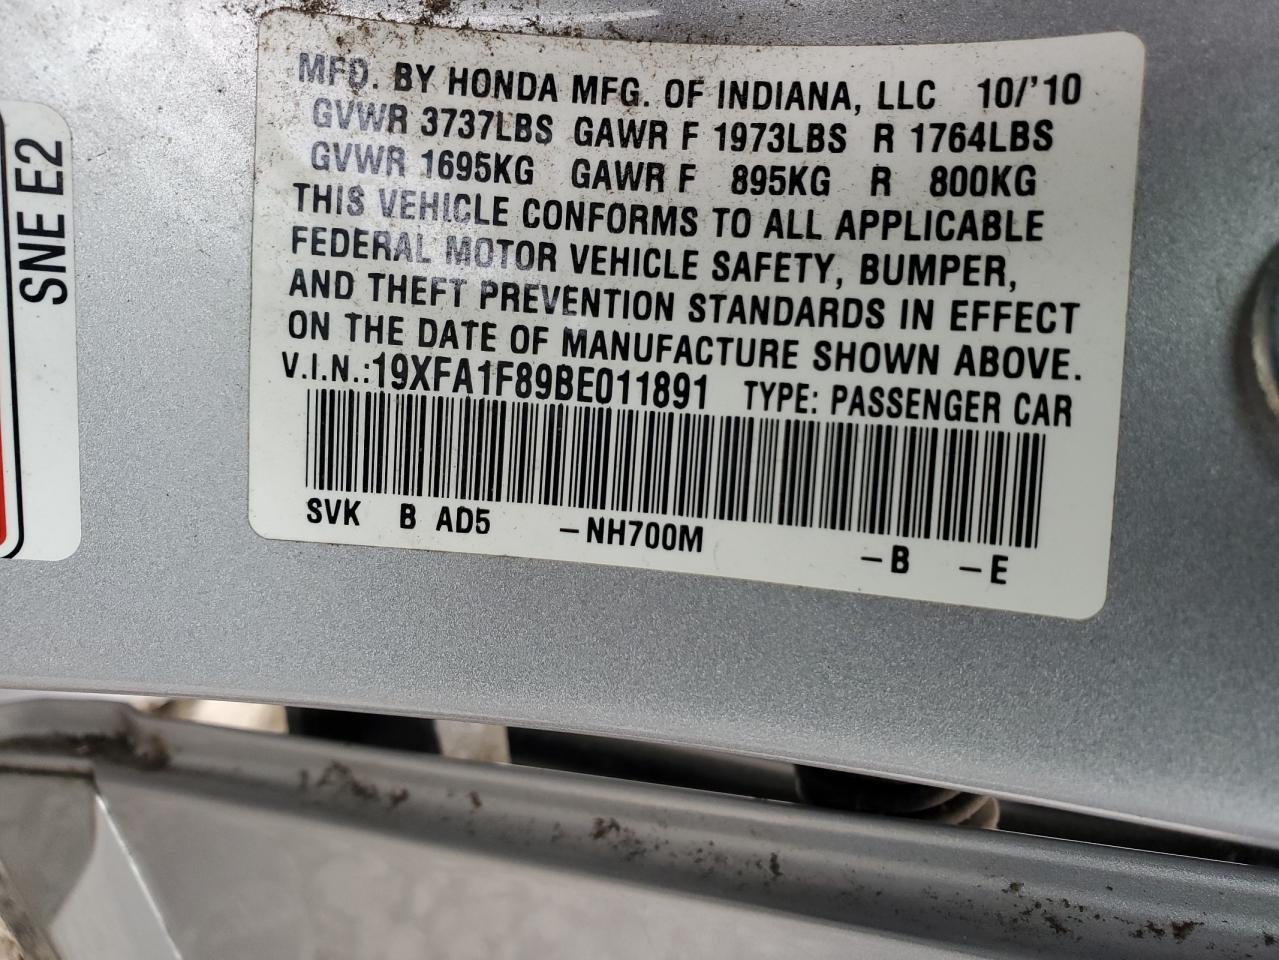 SNE E2
MFD. BY HONDA MFG. OF INDIANA, LLC 10/'10
GVWR 3737LBS GAWR F 1973LBS R 1764LBS
GVWR 1695KG GAWR F 895KG R 800KG
THIS VEHICLE CONFORMS TO ALL APPLICABLE
FEDERAL MOTOR VEHICLE SAFETY, BUMPER,
AND THEFT PREVENTION STANDARDS IN EFFECT
ON THE DATE OF MANUFACTURE SHOWN ABOVE.
V.I.N.:19XFA1F89BE011891 TYPE: PASSENGER CAR
SVK B AD5 –NH700M –B –E